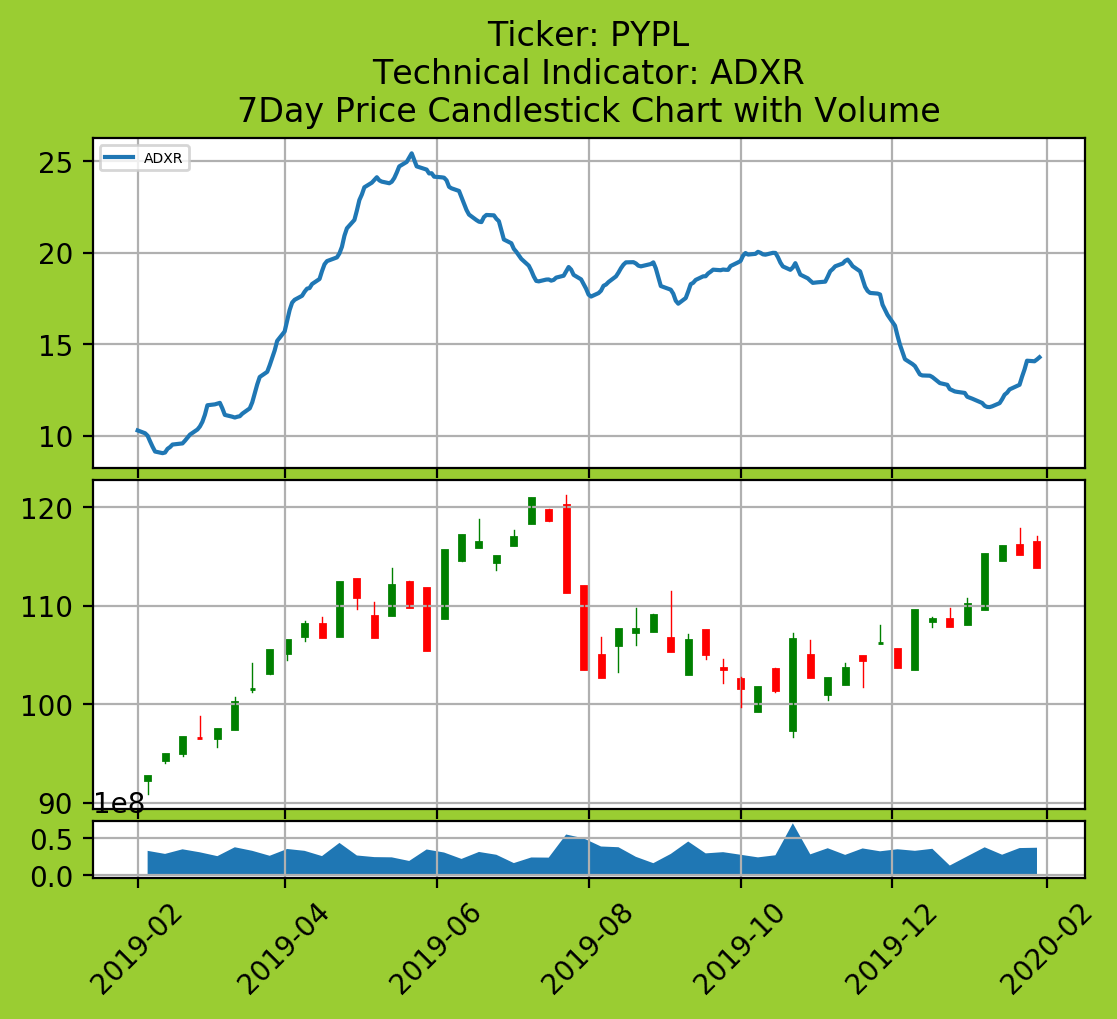 Ticker: PYPL
Technical Indicator: ADXR
7Day Price Candlestick Chart with Volume
ADXR
25
20
15
10
120
110
100
90
1e8
0.5
0.0
2019-02 2019-04 2019-06 2019-08 2019-10 2019-12 2020-02